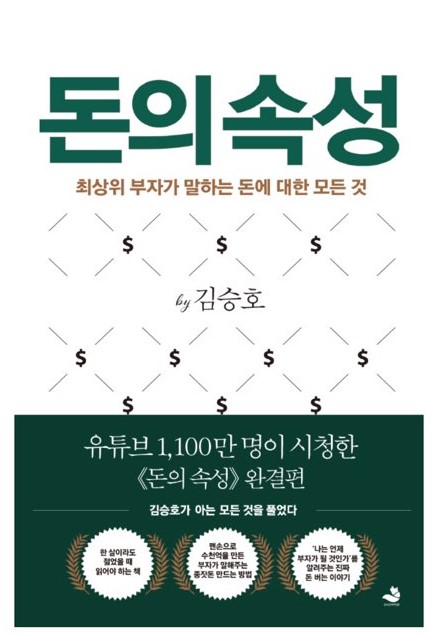 돈의 속성
최상위 부자가 말하는 돈에 대한 모든 것
$ $ $
by 김승호
$ $ $ $
$ $ $
유튜브 1,100만 명이 시청한
《돈의 속성》 완결편
김승호가 아는 모든 것을 풀었다
한 살이라도
젊었을 때
읽어야 하는 책
맨손으로
수천억을 만든
부자가 말해주는
종잣돈 만드는 방법
'나는 언제
부자가 될 것인가'를
알려주는 진짜
돈 버는 이야기